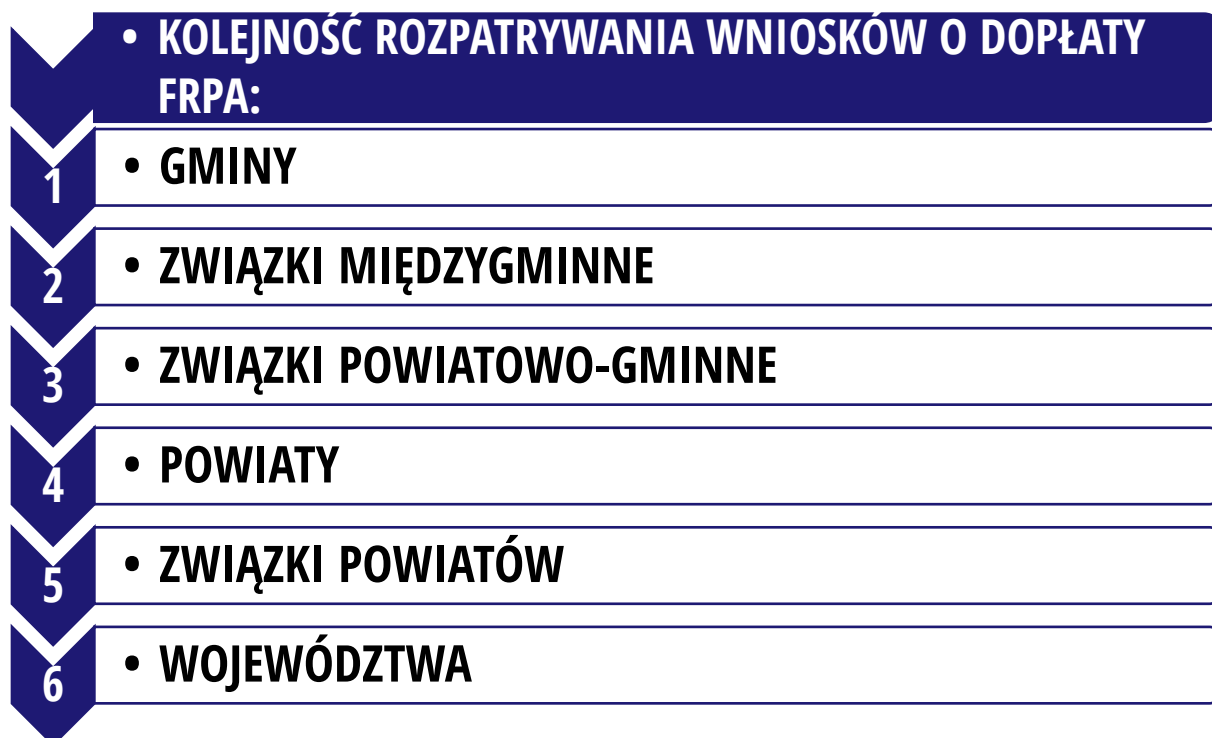 • KOLEJNOŚĆ ROZPATRYWANIA WNIOSKÓW O DOPŁATY
FRPA:
1 • GMINY
2 • ZWIĄZKI MIĘDZYGMINNE
3 • ZWIĄZKI POWIATOWO-GMINNE
4 • POWIATY
5 • ZWIĄZKI POWIATÓW
6 • WOJEWÓDZTWA